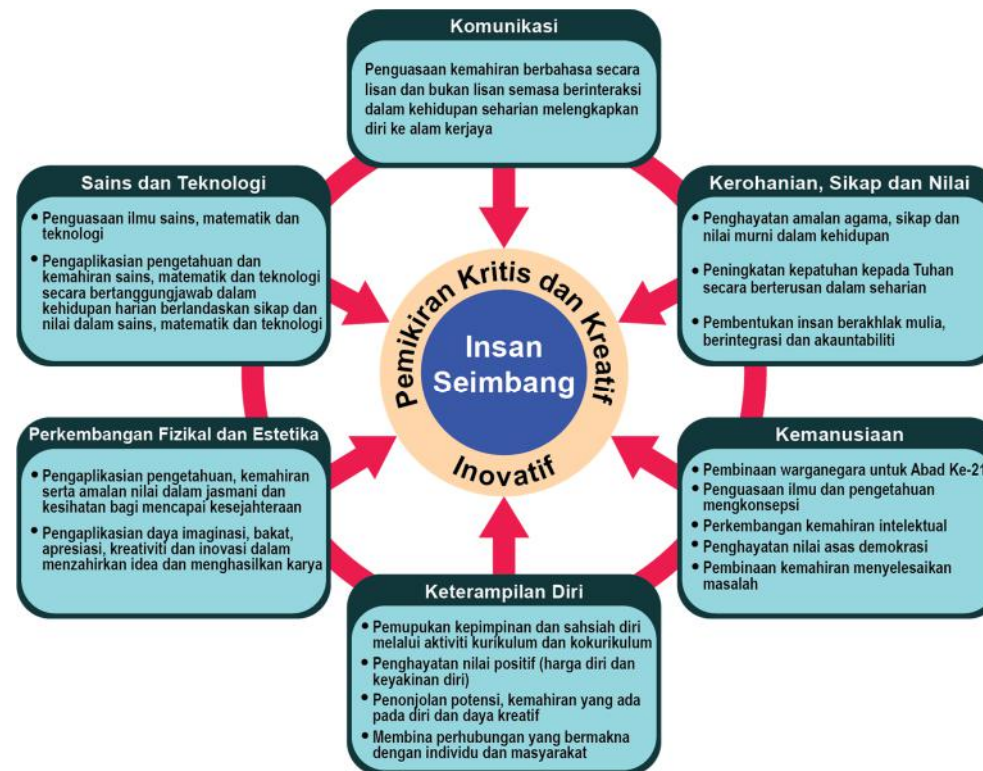 Komunikasi
Penguasaan kemahiran berbahasa secara
lisan dan bukan lisan semasa berinteraksi
dalam kehidupan seharian melengkapkan
diri ke alam kerjaya
Sains dan Teknologi
• Penguasaan ilmu sains, matematik dan
teknologi
• Pengaplikasian pengetahuan dan
kemahiran sains, matematik dan teknologi
secara bertanggungjawab dalam
kehidupan harian berlandaskan sikap dan
nilai dalam sains, matematik dan teknologi
Kerohanian, Sikap dan Nilai
• Penghayatan amalan agama, sikap dan
nilai murni dalam kehidupan
• Peningkatan kepatuhan kepada Tuhan
secara berterusan dalam seharian
• Pembentukan insan berakhlak mulia,
berintegrasi dan akauntabiliti
Pemikiran Kritis dan Kreatif
Insan
Seimbang
Inovatif
Perkembangan Fizikal dan Estetika
• Pengaplikasian pengetahuan, kemahiran
serta amalan nilai dalam jasmani dan
kesihatan bagi mencapai kesejahteraan
• Pengaplikasian daya imaginasi, bakat,
apresiasi, kreativiti dan inovasi dalam
menzahirkan idea dan menghasilkan karya
Kemanusiaan
• Pembinaan warganegara untuk Abad Ke-21
• Penguasaan ilmu dan pengetahuan
mengkonsepsi
• Perkembangan kemahiran intelektual
• Penghayatan nilai asas demokrasi
• Pembinaan kemahiran menyelesaikan
masalah
Keterampilan Diri
• Pemupukan kepimpinan dan sahsiah diri
melalui aktiviti kurikulum dan kokurikulum
• Penghayatan nilai positif (harga diri dan
keyakinan diri)
• Penonjolan potensi, kemahiran yang ada
pada diri dan daya kreatif
• Membina perhubungan yang bermakna
dengan individu dan masyarakat